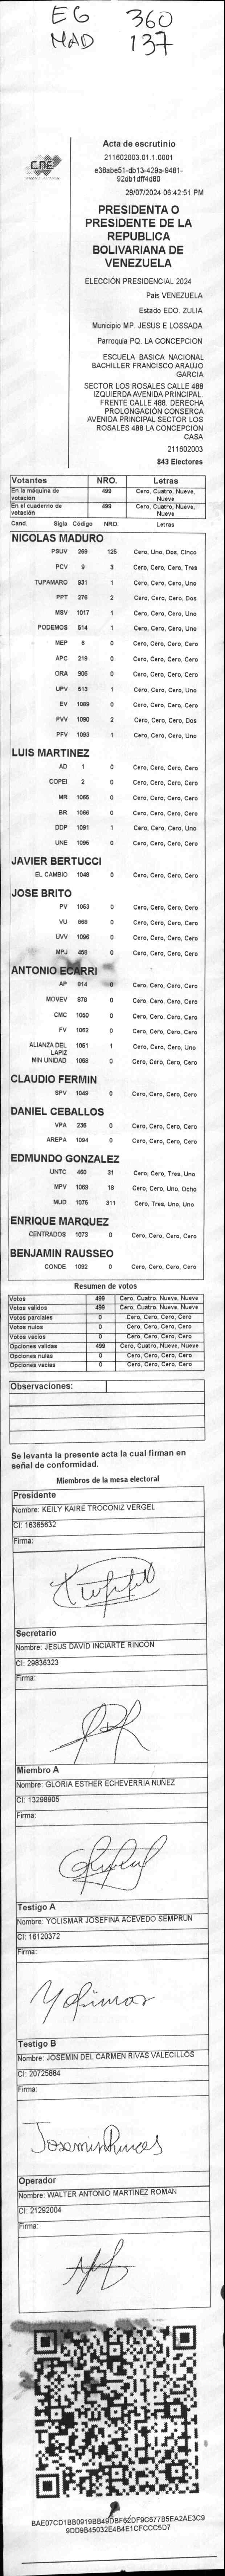 EG 360
MAD 137
CNE
Acta de escrutinio
211602003.01.1.0001
e38abe51-db13-429a-9481-
92db1dff4d80
28/07/2024 06:42:51 PM
PRESIDENTA O
PRESIDENTE DE LA
REPUBLICA
BOLIVARIANA DE
VENEZUELA
ELECCIÓN PRESIDENCIAL 2024
Pais VENEZUELA
Estado EDO. ZULIA
Municipio MP. JESUS E LOSSADA
Parroquia PQ. LA CONCEPCION
ESCUELA BASICA NACIONAL
BACHILLER FRANCISCO ARAUJO
GARCIA
SECTOR LOS ROSALES CALLE 488
IZQUIERDA AVENIDA PRINCIPAL.
FRENTE CALLE 488. DERECHA
PROLONGACIÓN CONSERCA
AVENIDA PRINCIPAL SECTOR LOS
ROSALES 488 LA CONCEPCION
CASA
211602003
843 Electores
Votantes NRO. Letras
En la máquina de votación 499 Cero, Cuatro, Nueve, Nueve
En el cuaderno de votación 499 Cero, Cuatro, Nueve, Nueve
Cand. Sigla Código NRO. Letras
NICOLAS MADURO
PSUV 269 125 Cero, Uno, Dos, Cinco
PCV 9 3 Cero, Cero, Cero, Tres
TUPAMARO 931 1 Cero, Cero, Cero, Uno
PPT 276 2 Cero, Cero, Cero, Dos
MSV 1017 1 Cero, Cero, Cero, Uno
PODEMOS 514 1 Cero, Cero, Cero, Uno
MEP 6 0 Cero, Cero, Cero, Cero
APC 219 0 Cero, Cero, Cero, Cero
ORA 906 0 Cero, Cero, Cero, Cero
UPV 513 1 Cero, Cero, Cero, Uno
EV 1089 0 Cero, Cero, Cero, Cero
PVV 1090 2 Cero, Cero, Cero, Dos
PFV 1093 1 Cero, Cero, Cero, Uno
LUIS MARTINEZ
AD 1 0 Cero, Cero, Cero, Cero
COPEI 2 0 Cero, Cero, Cero, Cero
MR 1065 0 Cero, Cero, Cero, Cero
BR 1066 0 Cero, Cero, Cero, Cero
DDP 1091 1 Cero, Cero, Cero, Uno
UNE 1095 0 Cero, Cero, Cero, Cero
JAVIER BERTUCCI
EL CAMBIO 1048 0 Cero, Cero, Cero, Cero
JOSE BRITO
PV 1053 0 Cero, Cero, Cero, Cero
VU 968 0 Cero, Cero, Cero, Cero
UVV 1096 0 Cero, Cero, Cero, Cero
MPJ 458 0 Cero, Cero, Cero, Cero
ANTONIO ECARRI
AP 814 0 Cero, Cero, Cero, Cero
MOVEV 978 0 Cero, Cero, Cero, Cero
CMC 1050 0 Cero, Cero, Cero, Cero
FV 1062 0 Cero, Cero, Cero, Cero
ALIANZA DEL LAPIZ 1051 1 Cero, Cero, Cero, Uno
MIN UNIDAD 1058 0 Cero, Cero, Cero, Cero
CLAUDIO FERMIN
SPV 1049 0 Cero, Cero, Cero, Cero
DANIEL CEBALLOS
VPA 236 0 Cero, Cero, Cero, Cero
AREPA 1094 0 Cero, Cero, Cero, Cero
EDMUNDO GONZALEZ
UNTC 460 31 Cero, Cero, Tres, Uno
MPV 1069 18 Cero, Cero, Uno, Ocho
MUD 1075 311 Cero, Tres, Uno, Uno
ENRIQUE MARQUEZ
CENTRADOS 1073 0 Cero, Cero, Cero, Cero
BENJAMIN RAUSSEO
CONDE 1092 0 Cero, Cero, Cero, Cero
Resumen de votos
Votos 499 Cero, Cuatro, Nueve, Nueve
Votos validos 499 Cero, Cuatro, Nueve, Nueve
Votos parciales 0 Cero, Cero, Cero, Cero
Votos nulos 0 Cero, Cero, Cero, Cero
Votos vacios 0 Cero, Cero, Cero, Cero
Opciones validas 499 Cero, Cuatro, Nueve, Nueve
Opciones nulas 0 Cero, Cero, Cero, Cero
Opciones vacias 0 Cero, Cero, Cero, Cero
Observaciones:
Se levanta la presente acta la cual firman en
señal de conformidad.
Miembros de la mesa electoral
Presidente
Nombre: KEILY KAIRE TROCONIZ VERGEL
CI: 16365632
Firma:
Secretario
Nombre: JESUS DAVID INCIARTE RINCON
CI: 29836323
Firma:
Miembro A
Nombre: GLORIA ESTHER ECHEVERRIA NUÑEZ
CI: 13298905
Firma:
Testigo A
Nombre: YOLISMAR JOSEFINA ACEVEDO SEMPRUN
CI: 16120372
Firma:
Testigo B
Nombre: JOSEMIN DEL CARMEN RIVAS VALECILLOS
CI: 20725884
Firma:
Operador
Nombre: WALTER ANTONIO MARTINEZ ROMAN
CI: 21292004
Firma:
BAE07CD1BB0919BB49DBF62DF9C677B5EA2AE3C9
9DD9B45032E4B4E1CFCCC5D7